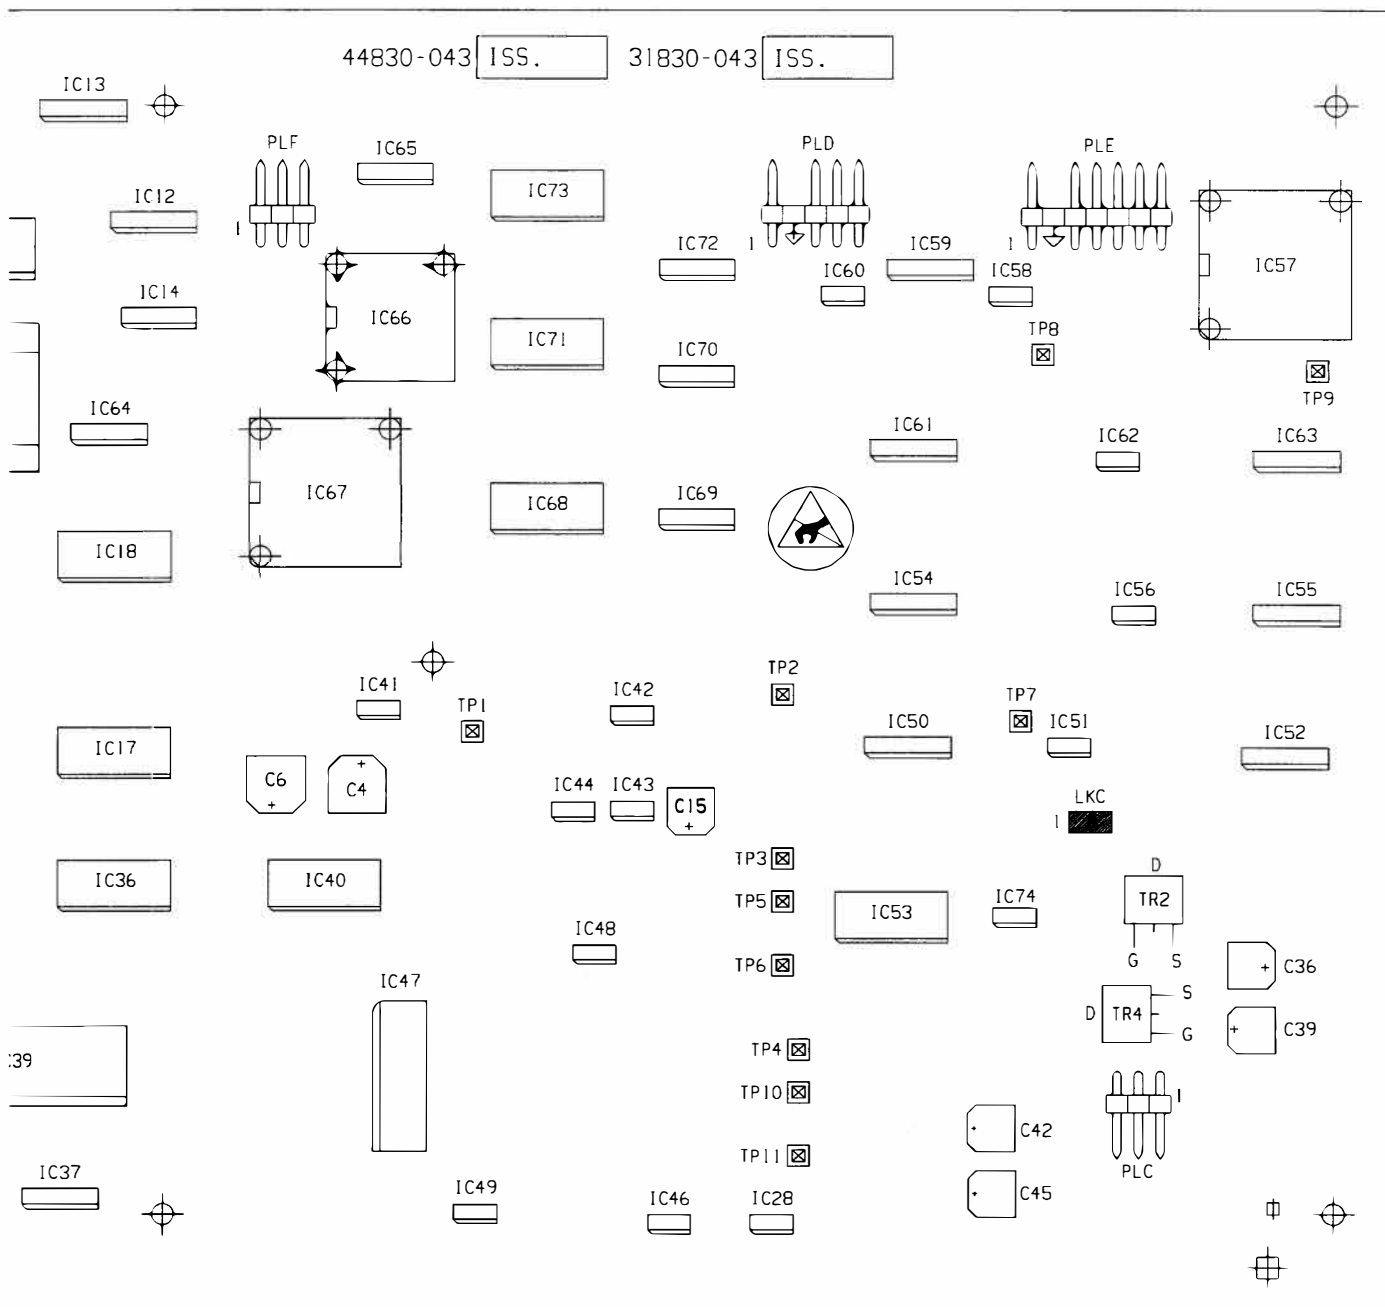 44830-043 ISS. 31830-043 ISS.
IC13
PLF IC65 PLD PLE
IC73
IC12
1 IC72 1 IC59 1
IC60 IC58 IC57
IC14
IC66 IC71 TP8
IC70
TP9
IC64
IC61 IC62 IC63
IC67 IC68 IC69
IC18
IC54 IC56 IC55
TP2
IC41 IC42
TP1 TP7
IC50 IC51 IC52
IC17
C6 C4 IC44 IC43 C15
LKC
1
TP3 D
IC36 IC40
TP5 IC53 IC74 TR2
IC48
TP6 G S C36
IC47
S
D TR4
G C39
:39 TP4
TP10
1
C42
TP11
IC37 PLC
IC49 IC46 IC28 C45